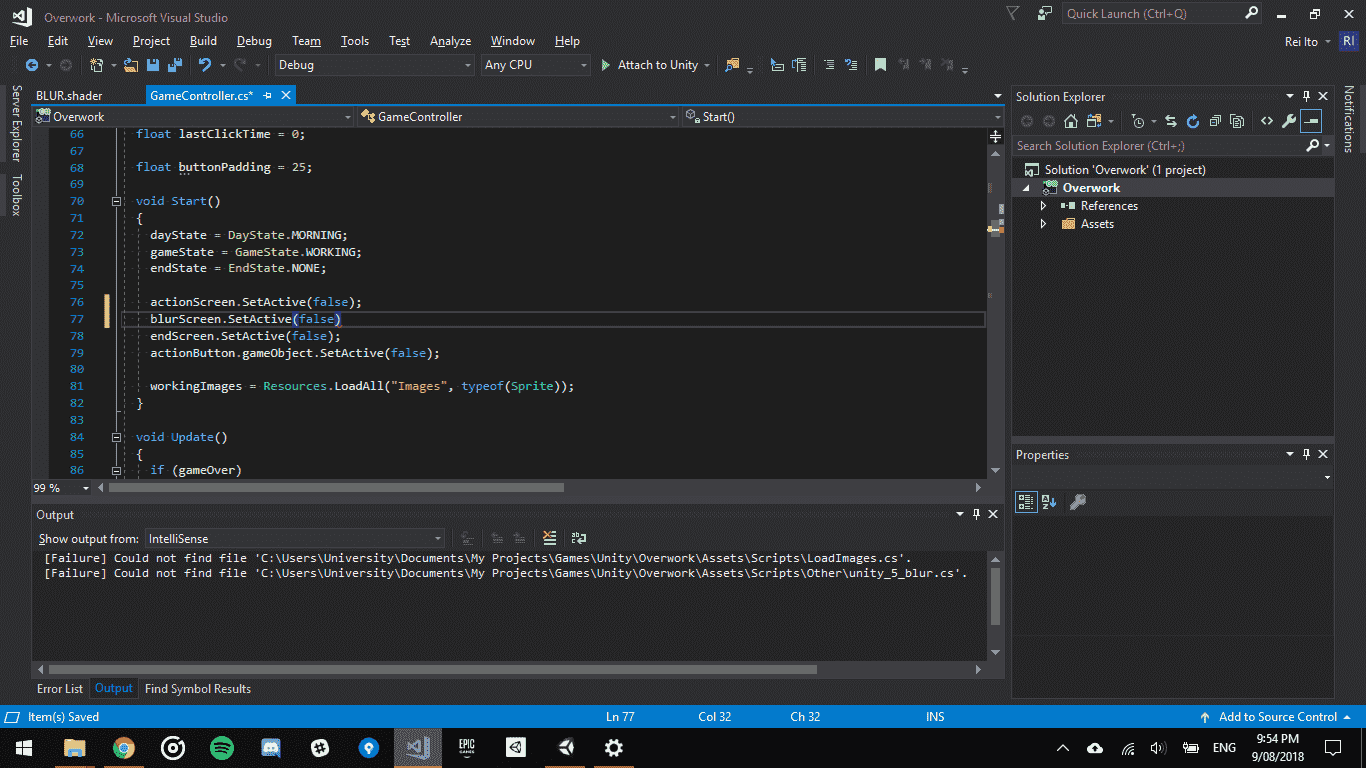 Overwork - Microsoft Visual Studio
Quick Launch (Ctrl+Q)
File Edit View Project Build Debug Team Tools Test Analyze Window Help
Rei Ito RI
Debug Any CPU Attach to Unity
Server Explorer
Toolbox
BLUR.shader GameController.cs*
Overwork GameController Start()
66 float lastClickTime = 0;
67
68 float buttonPadding = 25;
69
70 void Start()
71 {
72 dayState = DayState.MORNING;
73 gameState = GameState.WORKING;
74 endState = EndState.NONE;
75
76 actionScreen.SetActive(false);
77 blurScreen.SetActive(false)
78 endScreen.SetActive(false);
79 actionButton.gameObject.SetActive(false);
80
81 workingImages = Resources.LoadAll("Images", typeof(Sprite));
82 }
83
84 void Update()
85 {
86 if (gameOver)
99 %
Output
Show output from: IntelliSense
[Failure] Could not find file 'C:\Users\University\Documents\My Projects\Games\Unity\Overwork\Assets\Scripts\LoadImages.cs'.
[Failure] Could not find file 'C:\Users\University\Documents\My Projects\Games\Unity\Overwork\Assets\Scripts\Other\unity_5_blur.cs'.
Error List Output Find Symbol Results
Solution Explorer
Search Solution Explorer (Ctrl+;)
Solution 'Overwork' (1 project)
Overwork
References
Assets
Properties
Notifications
Item(s) Saved Ln 77 Col 32 Ch 32 INS Add to Source Control
EPIC GAMES
ENG
9:54 PM
9/08/2018